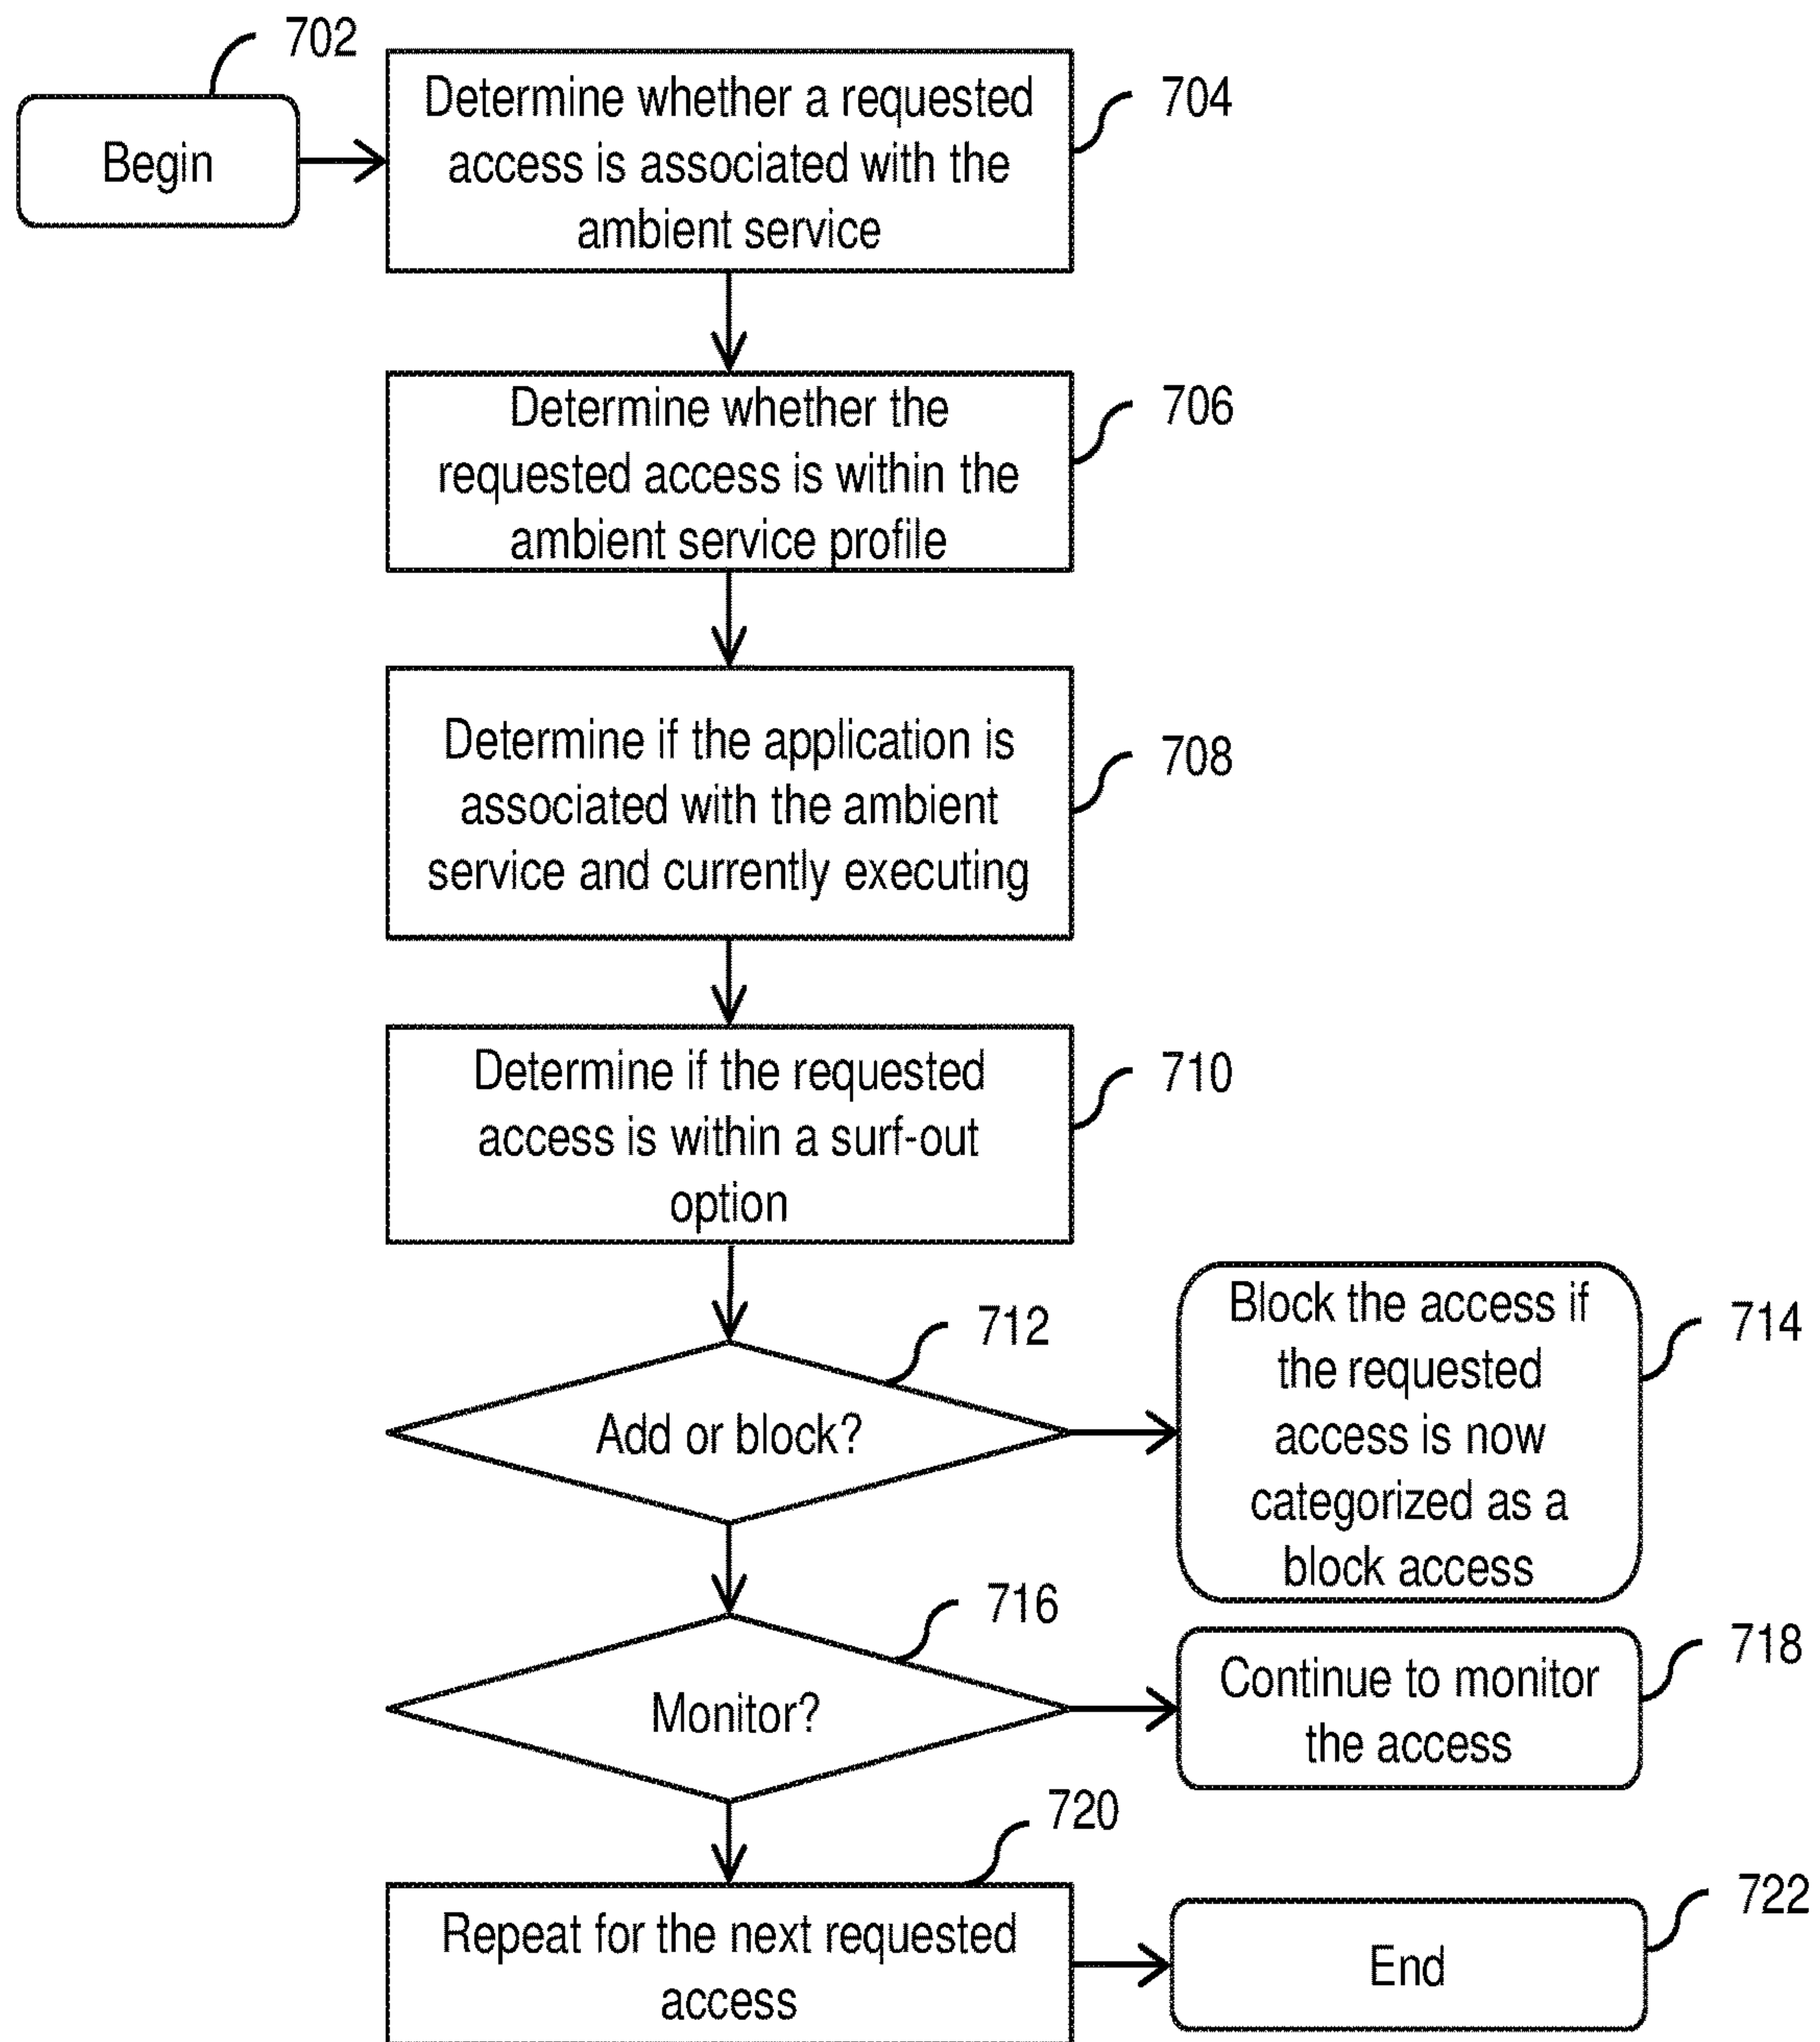 702
Begin
Determine whether a requested
access is associated with the
ambient service
704
Determine whether the
requested access is within the
ambient service profile
706
Determine if the application is
associated with the ambient
service and currently executing
708
Determine if the requested
access is within a surf-out
option
710
Add or block?
712
Block the access if
the requested
access is now
categorized as a
block access
714
Monitor?
716
Continue to monitor
the access
718
Repeat for the next requested
access
720
End
722